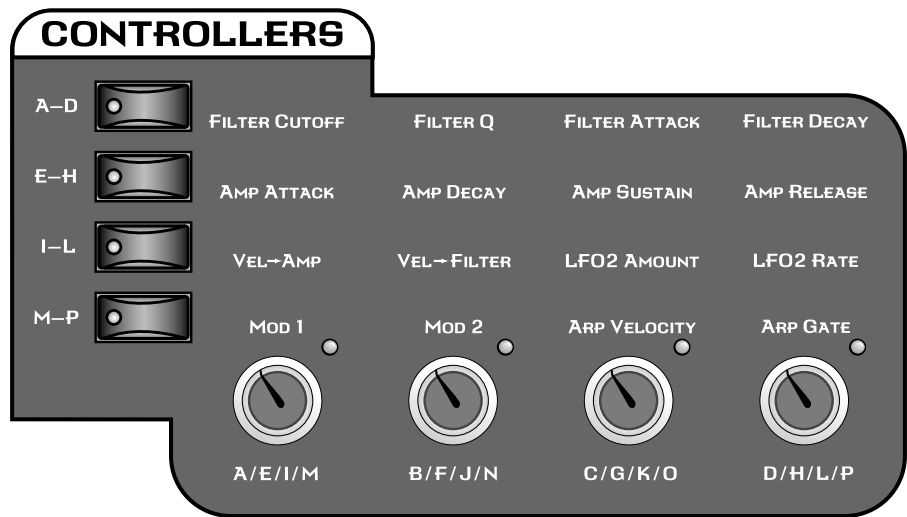 CONTROLLERS
A–D
FILTER CUTOFF FILTER Q FILTER ATTACK FILTER DECAY
E–H
AMP ATTACK AMP DECAY AMP SUSTAIN AMP RELEASE
I–L
VEL→AMP VEL→FILTER LFO2 AMOUNT LFO2 RATE
M–P
MOD 1 MOD 2 ARP VELOCITY ARP GATE
A/E/I/M B/F/J/N C/G/K/O D/H/L/P